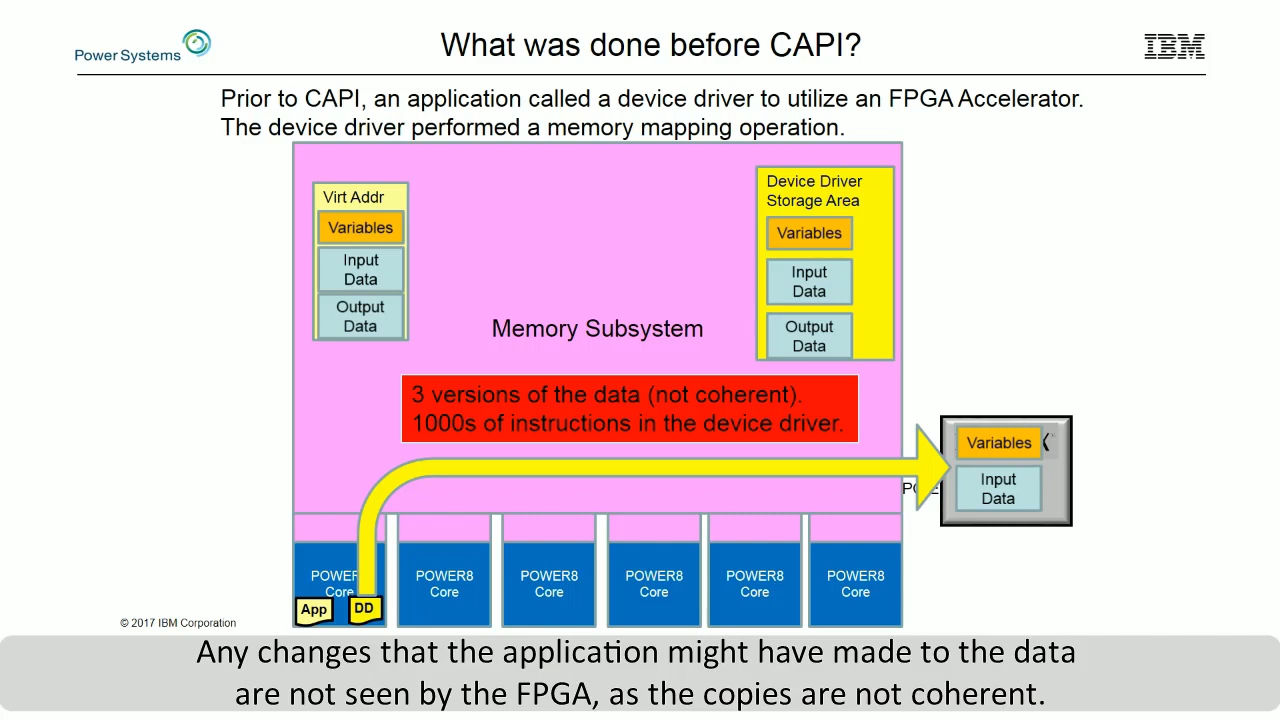 Power Systems
What was done before CAPI?
IBM
Prior to CAPI, an application called a device driver to utilize an FPGA Accelerator.
The device driver performed a memory mapping operation.
Virt Addr
Variables
Input
Data
Output
Data
Device Driver
Storage Area
Variables
Input
Data
Output
Data
Memory Subsystem
3 versions of the data (not coherent).
1000s of instructions in the device driver.
Variables
Input
Data
POWER8
Core
POWER8
Core
POWER8
Core
POWER8
Core
POWER8
Core
Core
App
DD
© 2017 IBM Corporation
Any changes that the application might have made to the data
are not seen by the FPGA, as the copies are not coherent.